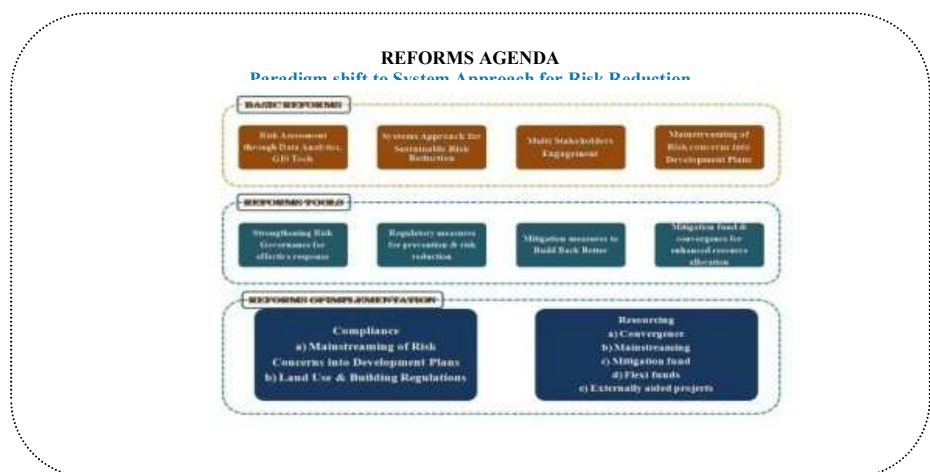 REFORMS AGENDA
Paradigm shift to System Approach for Risk Reduction
BASIC REFORMS
Risk Assessment
through Data Analytics,
GIS Tech
Systems Approach for
Sustainable Risk
Reduction
Multi Stakeholders
Engagement
Mainstreaming of
Risk concerns into
Development Plans
REFORMS TOOLS
Strengthening Risk
Governance for
effective response
Regulatory measures
for prevention & risk
reduction
Mitigation measures to
Build Back Better
Mitigation fund &
convergence for
enhanced resource
allocation
REFORMS OF IMPLEMENTATION
Compliance
a) Mainstreaming of Risk
Concerns into Development Plans
b) Land Use & Building Regulations
Resourcing
a) Convergence
b) Mainstreaming
c) Mitigation fund
d) Flexi funds
e) Externally aided projects